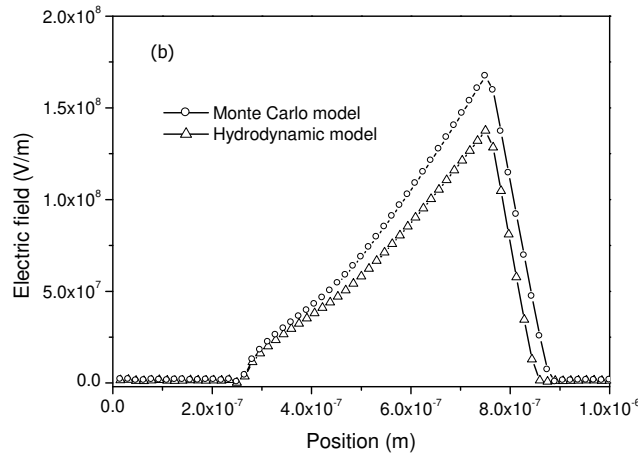 2.0x10⁸
(b)
Monte Carlo model
Hydrodynamic model
1.5x10⁸
1.0x10⁸
5.0x10⁷
0.0
Electric field (V/m)
0.0
2.0x10⁻⁷
4.0x10⁻⁷
6.0x10⁻⁷
8.0x10⁻⁷
1.0x10⁻⁶
Position (m)